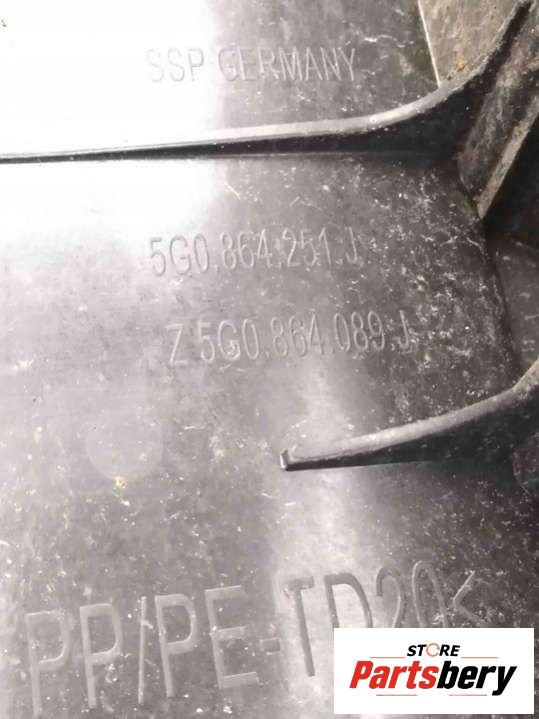 SSP GERMANY
5G0.864.251.J
Z 5G0.864.089.J
PP/PE-TD20<
STORE
Partsbery